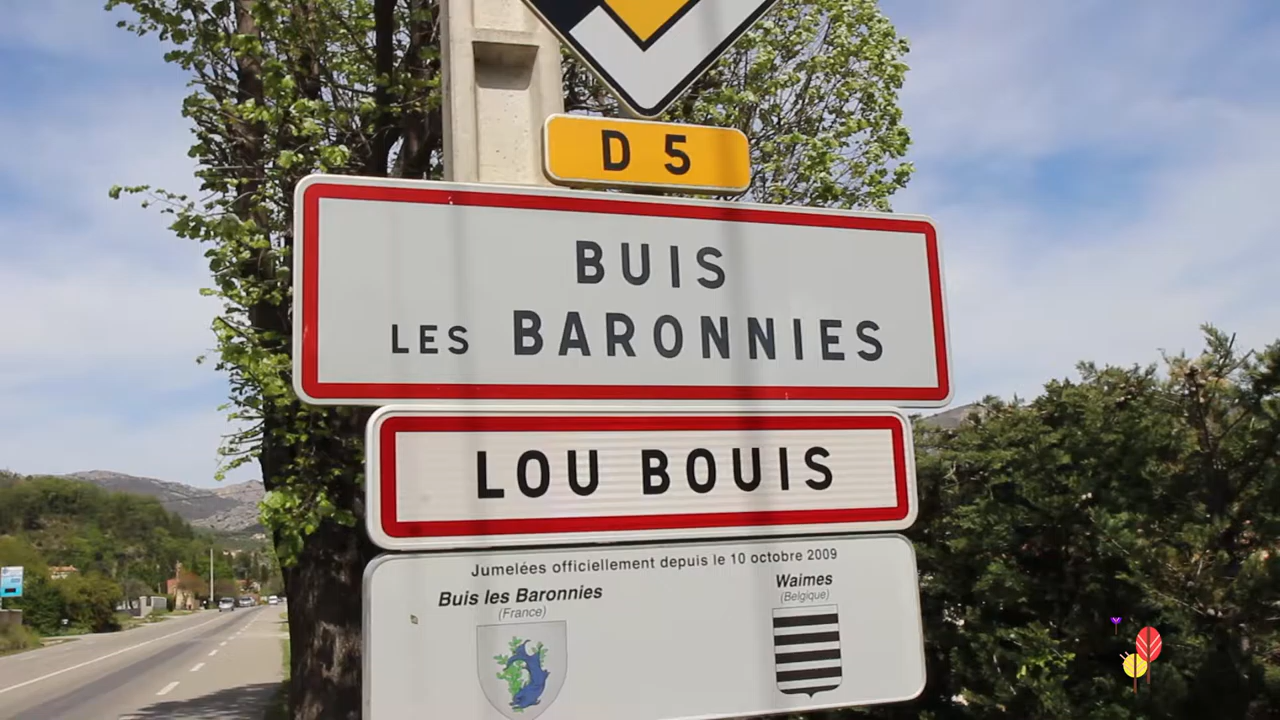 D 5
BUIS
LES BARONNIES
LOU BOUIS
Jumelées officiellement depuis le 10 octobre 2009
Buis les Baronnies
(France)
Waimes
(Belgique)